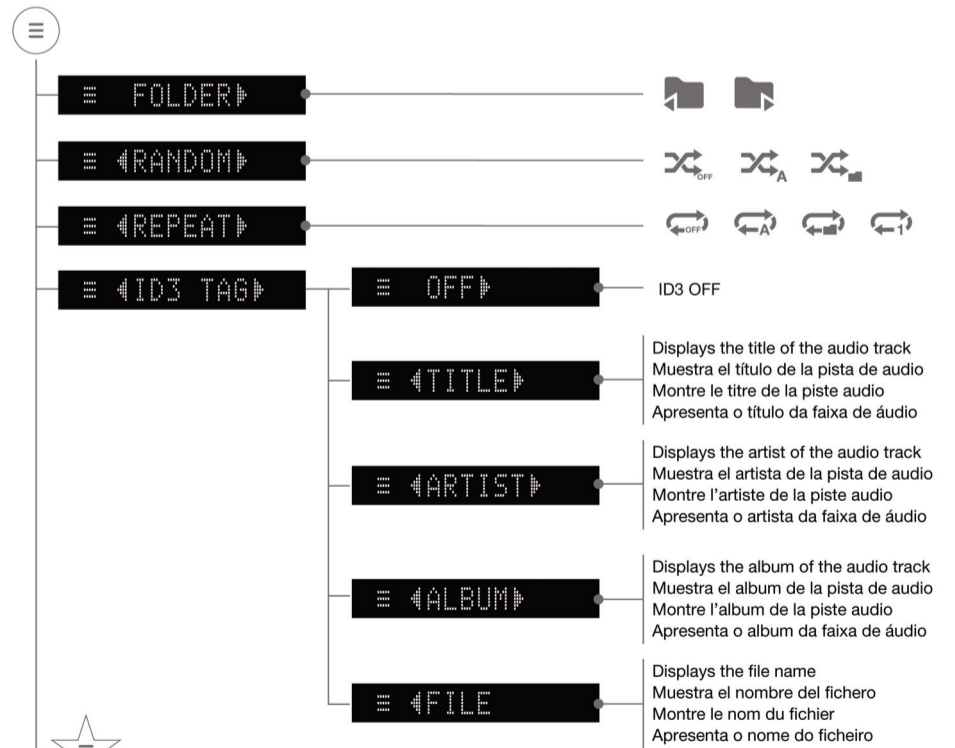 FOLDER
RANDOM
OFF A
REPEAT
OFF A 1
ID3 TAG
OFF
ID3 OFF
TITLE
Displays the title of the audio track
Muestra el título de la pista de audio
Montre le titre de la piste audio
Apresenta o título da faixa de áudio
ARTIST
Displays the artist of the audio track
Muestra el artista de la pista de audio
Montre l'artiste de la piste audio
Apresenta o artista da faixa de áudio
ALBUM
Displays the album of the audio track
Muestra el album de la pista de audio
Montre l'album de la piste audio
Apresenta o album da faixa de áudio
FILE
Displays the file name
Muestra el nombre del fichero
Montre le nom du fichier
Apresenta o nome do ficheiro